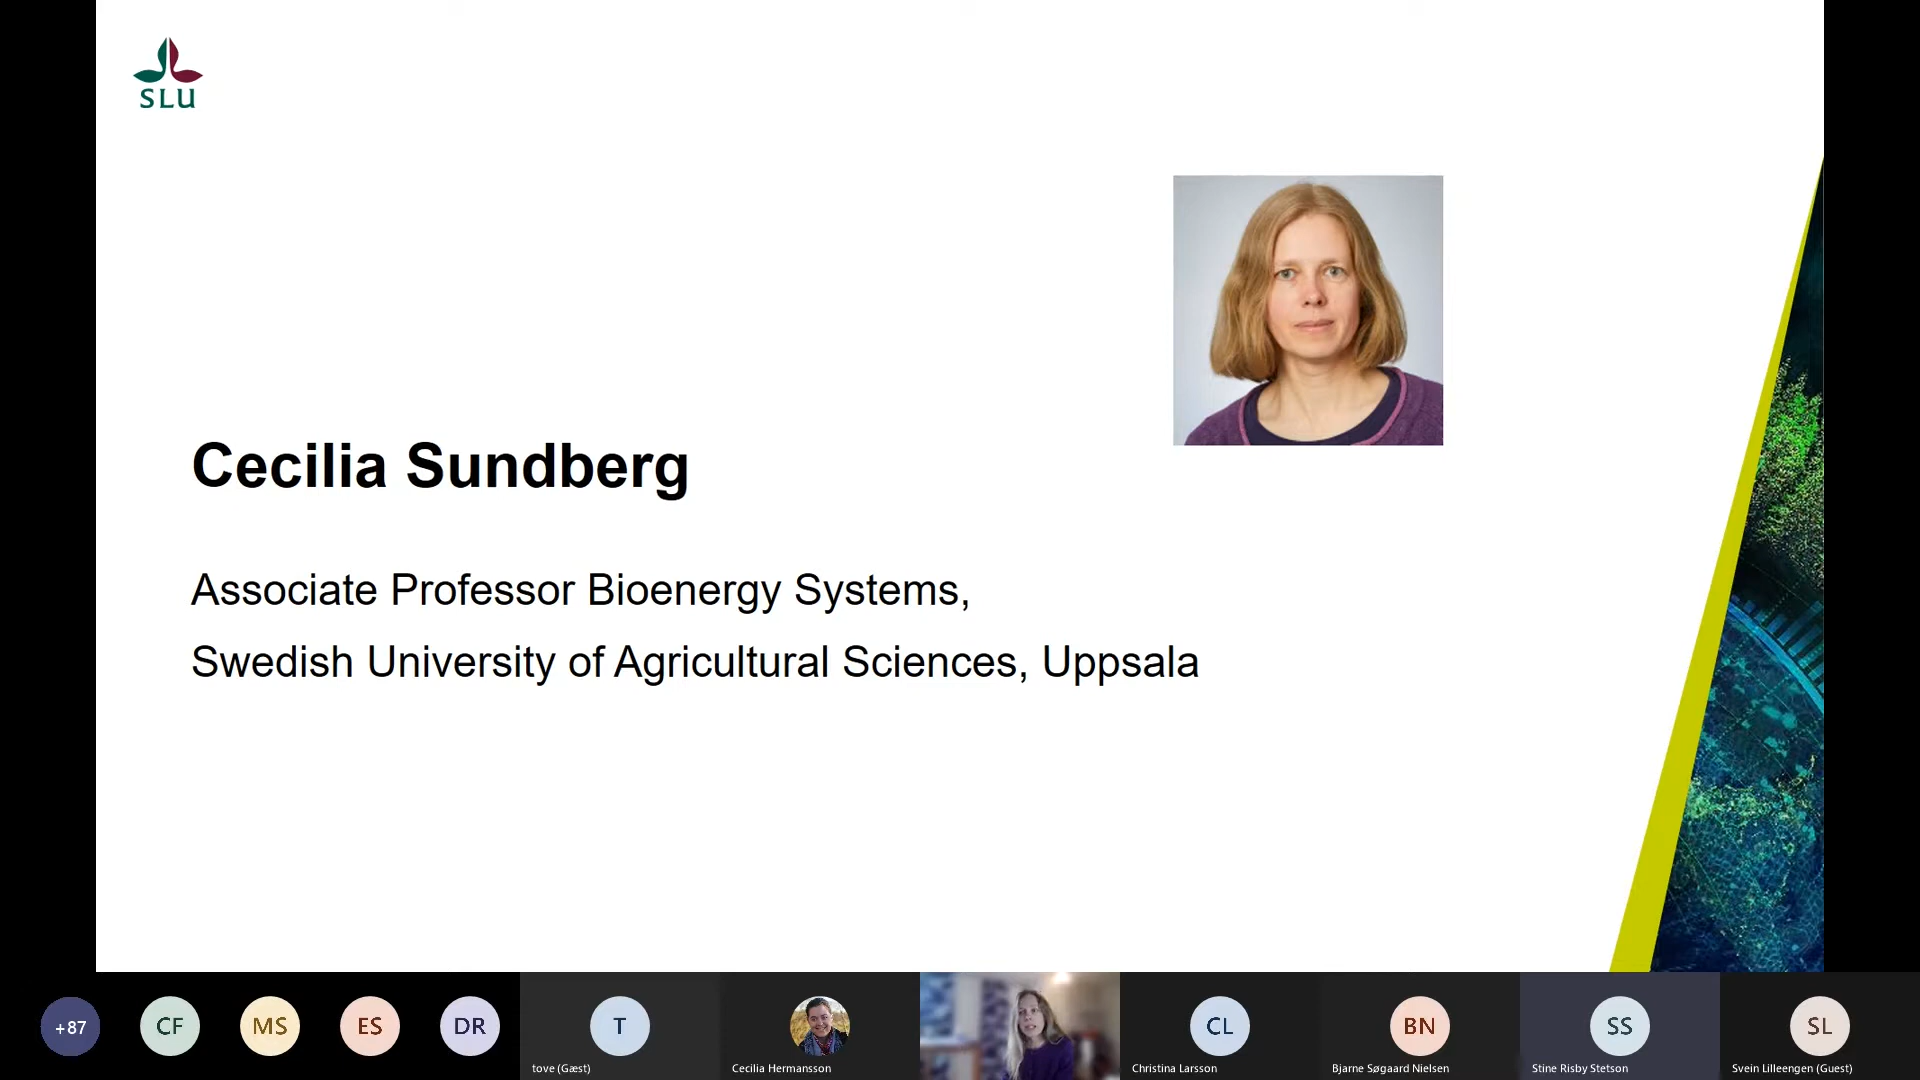 SLU
Cecilia Sundberg
Associate Professor Bioenergy Systems,
Swedish University of Agricultural Sciences, Uppsala
+87
CF
MS
ES
DR
T
CL
BN
SS
SL
tove (Gæst)
Cecilia Hermansson
Christina Larsson
Bjarne Søgaard Nielsen
Stine Risby Stetson
Svein Lilleengen (Guest)